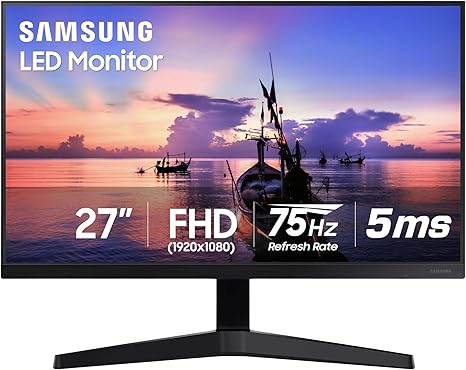 SAMSUNG
LED Monitor
27”
FHD
(1920x1080)
75Hz
Refresh Rate
5ms
SAMSUNG